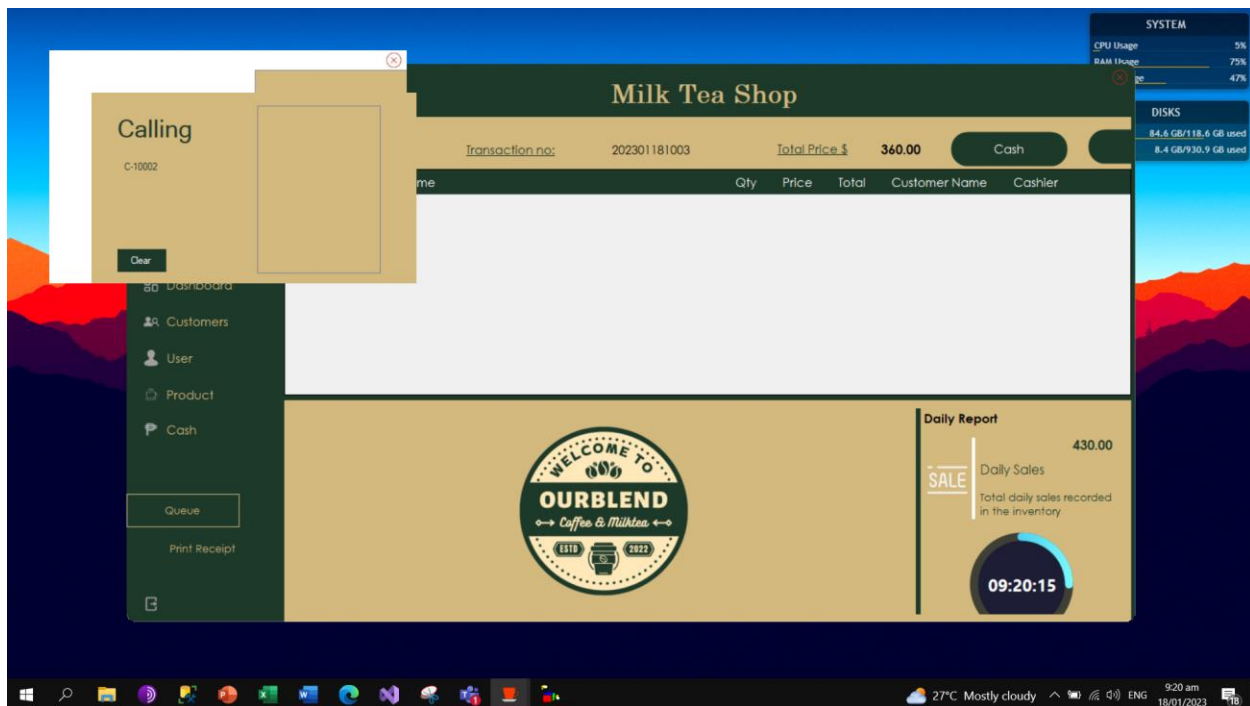 SYSTEM
CPU Usage 5%
RAM Usage 75%
47%
DISKS
84.6 GB/118.6 GB used
8.4 GB/930.9 GB used
Milk Tea Shop
Calling
C-10002
Clear
Transaction no: 202301181003 Total Price $ 360.00 Cash
Qty Price Total Customer Name Cashier
Dashboard
Customers
User
Product
Cash
Queue
Print Receipt
WELCOME TO
OURBLEND
Coffee & Milktea
ESTD 2022
Daily Report
430.00
SALE
Daily Sales
Total daily sales recorded
in the inventory
09:20:15
27°C Mostly cloudy ENG 9:20 am
18/01/2023
18